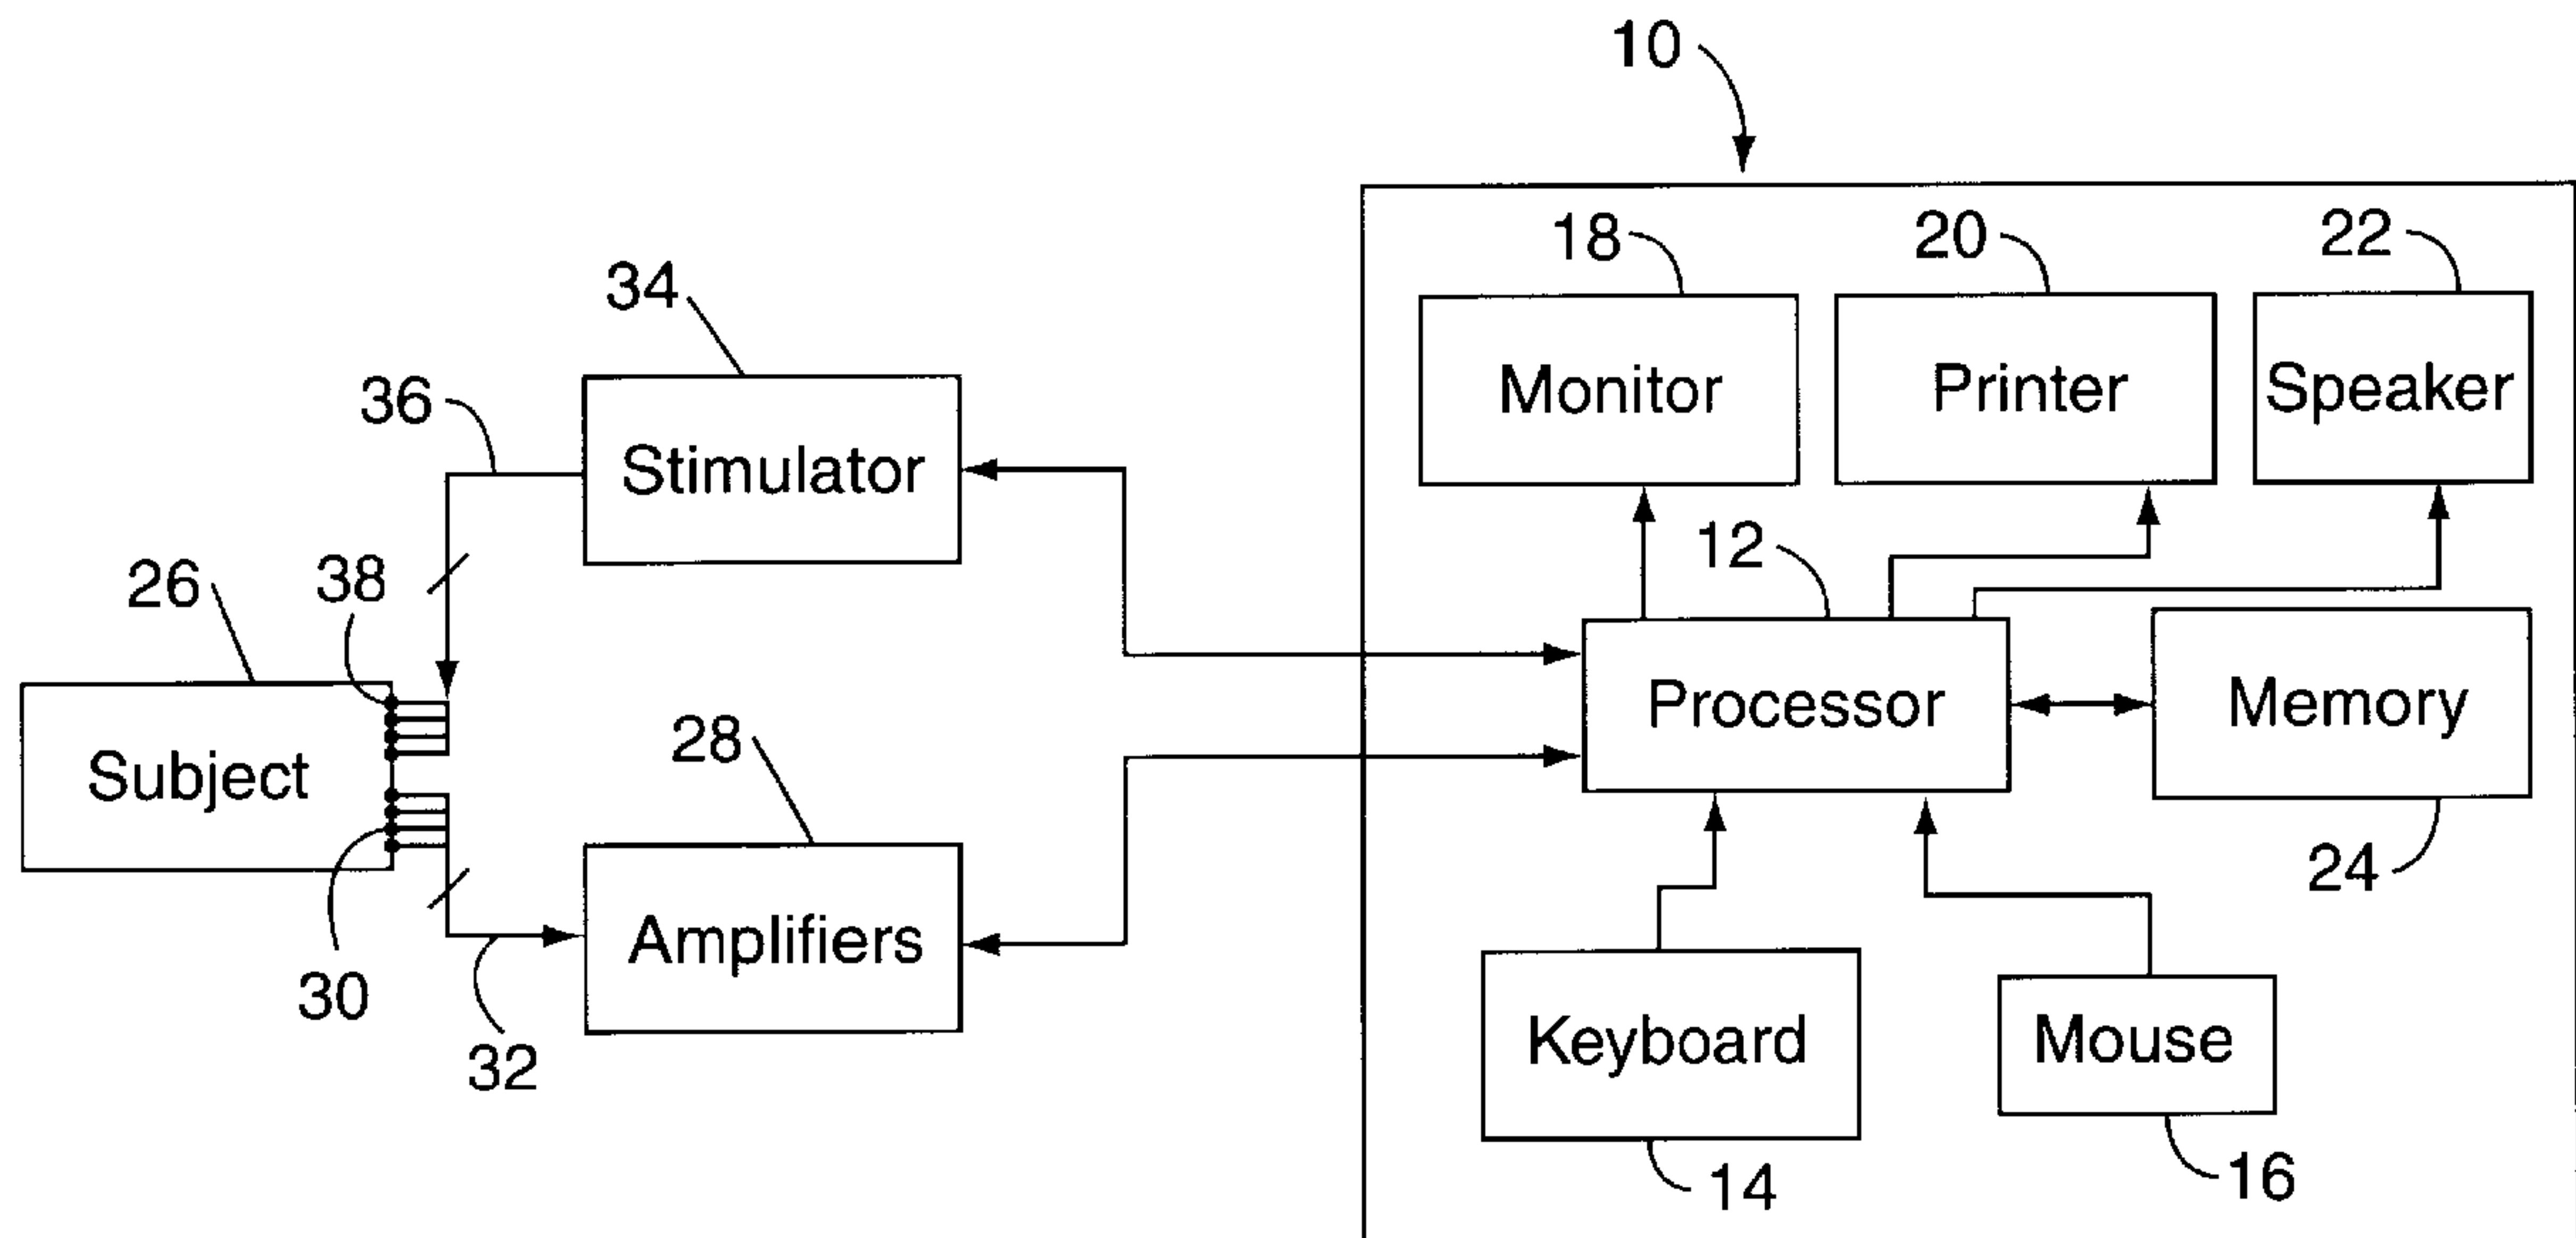 10
18
20
22
34
Monitor
Printer
Speaker
36
Stimulator
12
26
38
Processor
Memory
28
Subject
24
30
Amplifiers
32
Keyboard
Mouse
14
16